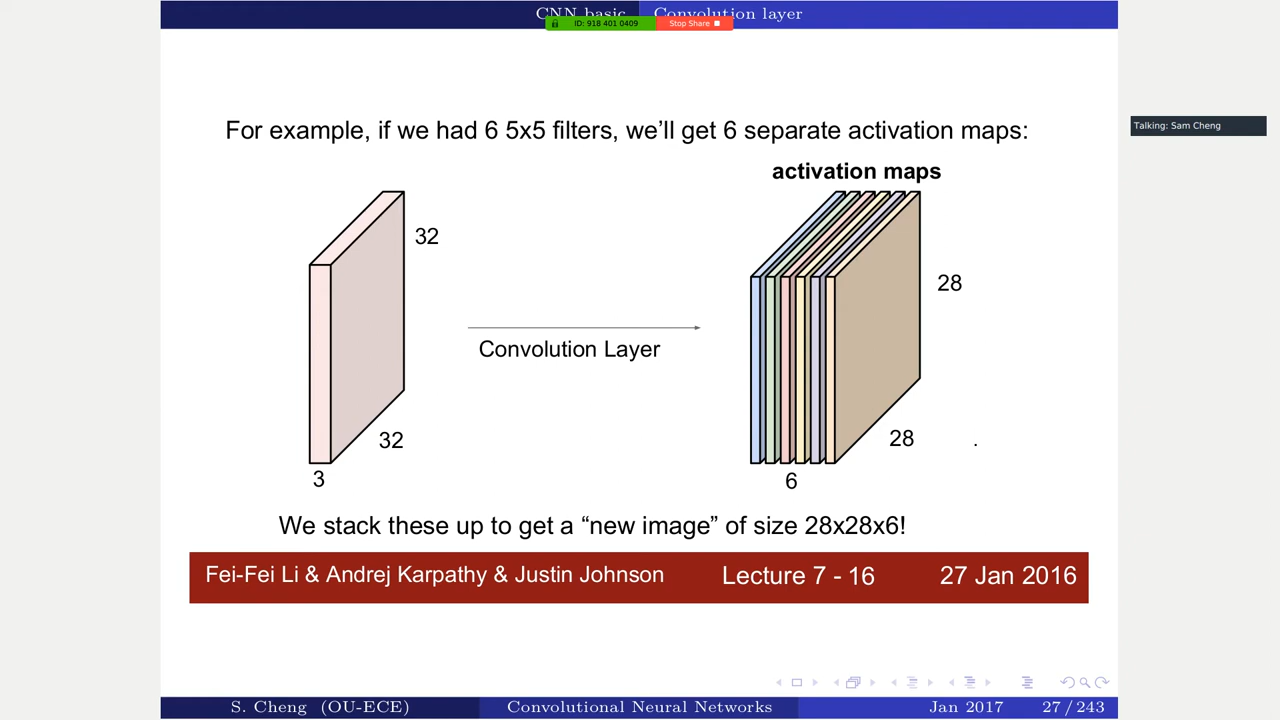 CNN basic Convolution layer
ID: 918 401 0409 Stop Share
For example, if we had 6 5x5 filters, we’ll get 6 separate activation maps:
Talking: Sam Cheng
activation maps
32
28
Convolution Layer
32
28
3
6
We stack these up to get a “new image” of size 28x28x6!
Fei-Fei Li & Andrej Karpathy & Justin Johnson Lecture 7 - 16 27 Jan 2016
S. Cheng (OU-ECE) Convolutional Neural Networks Jan 2017 27 / 243